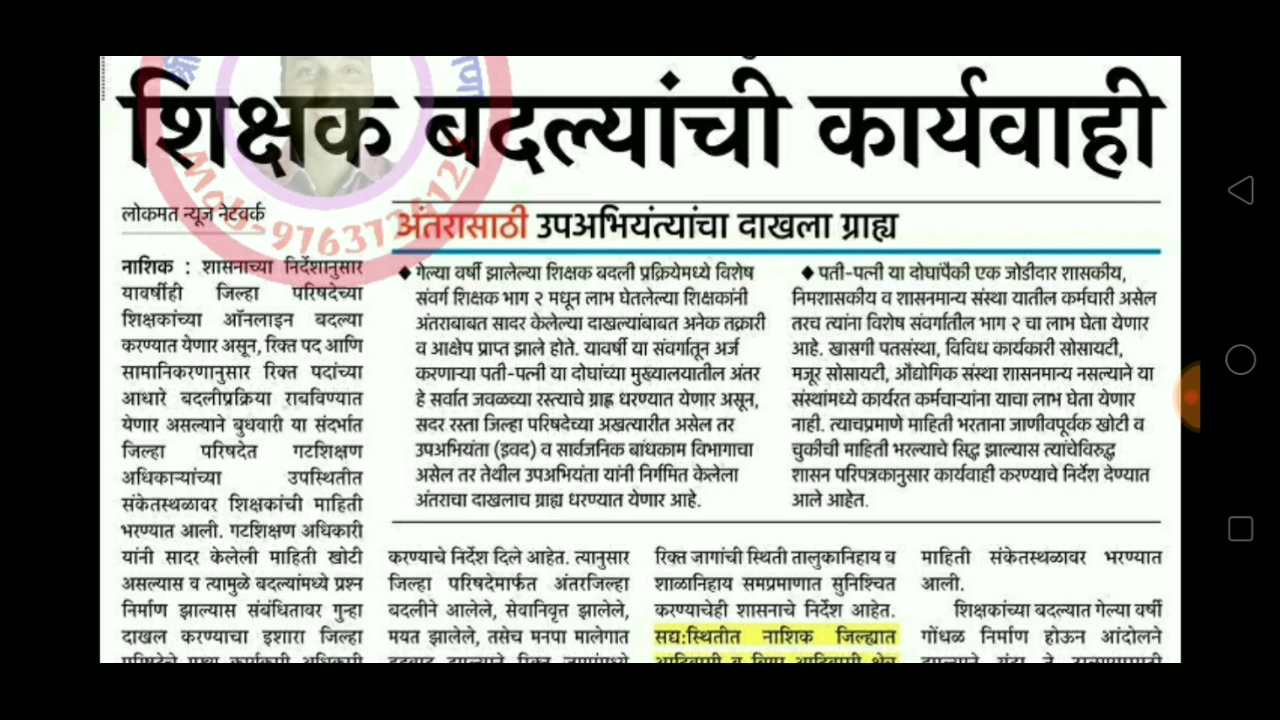 शिक्षक बदल्यांची कार्यवाही
लोकमत न्यूज नेटवर्क
नाशिक : शासनाच्या निर्देशानुसार
यावर्षीही जिल्हा परिषदेच्या
शिक्षकांच्या ऑनलाइन बदल्या
करण्यात येणार असून, रिक्त पद आणि
सामानिकरणानुसार रिक्त पदांच्या
आधारे बदलीप्रक्रिया राबविण्यात
येणार असल्याने बुधवारी या संदर्भात
जिल्हा परिषदेत गटशिक्षण
अधिकाऱ्यांच्या उपस्थितीत
संकेतस्थळावर शिक्षकांची माहिती
भरण्यात आली. गटशिक्षण अधिकारी
यांनी सादर केलेली माहिती खोटी
असल्यास व त्यामुळे बदल्यांमध्ये प्रश्न
निर्माण झाल्यास संबंधितावर गुन्हा
दाखल करण्याचा इशारा जिल्हा
अंतरासाठी उपअभियंत्यांचा दाखला ग्राह्य
◆ गेल्या वर्षी झालेल्या शिक्षक बदली प्रक्रियेमध्ये विशेष
संवर्ग शिक्षक भाग २ मधून लाभ घेतलेल्या शिक्षकांनी
अंतराबाबत सादर केलेल्या दाखल्यांबाबत अनेक तक्रारी
व आक्षेप प्राप्त झाले होते. यावर्षी या संवर्गातून अर्ज
करणाऱ्या पती-पत्नी या दोघांच्या मुख्यालयातील अंतर
हे सर्वात जवळच्या रस्त्याचे ग्राह्य धरण्यात येणार असून,
सदर रस्ता जिल्हा परिषदेच्या अखत्यारीत असेल तर
उपअभियंता (इवद) व सार्वजनिक बांधकाम विभागाचा
असेल तर तेथील उपअभियंता यांनी निर्गमित केलेला
अंतराचा दाखलाच ग्राह्य धरण्यात येणार आहे.
◆ पती-पत्नी या दोघांपैकी एक जोडीदार शासकीय,
निमशासकीय व शासनमान्य संस्था यातील कर्मचारी असेल
तरच त्यांना विशेष संवर्गातील भाग २ चा लाभ घेता येणार
आहे. खासगी पतसंस्था, विविध कार्यकारी सोसायटी,
मजूर सोसायटी, औद्योगिक संस्था शासनमान्य नसल्याने या
संस्थांमध्ये कार्यरत कर्मचाऱ्यांना याचा लाभ घेता येणार
नाही. त्याचप्रमाणे माहिती भरताना जाणीवपूर्वक खोटी व
चुकीची माहिती भरल्याचे सिद्ध झाल्यास त्यांचेविरुद्ध
शासन परिपत्रकानुसार कार्यवाही करण्याचे निर्देश देण्यात
आले आहेत.
करण्याचे निर्देश दिले आहेत. त्यानुसार
जिल्हा परिषदेमार्फत अंतरजिल्हा
बदलीने आलेले, सेवानिवृत्त झालेले,
मयत झालेले, तसेच मनपा मालेगात
रिक्त जागांची स्थिती तालुकानिहाय व
शाळानिहाय समप्रमाणात सुनिश्चित
करण्याचेही शासनाचे निर्देश आहेत.
सद्य:स्थितीत नाशिक जिल्ह्यात
माहिती संकेतस्थळावर भरण्यात
आली.
शिक्षकांच्या बदल्यात गेल्या वर्षी
गोंधळ निर्माण होऊन आंदोलने